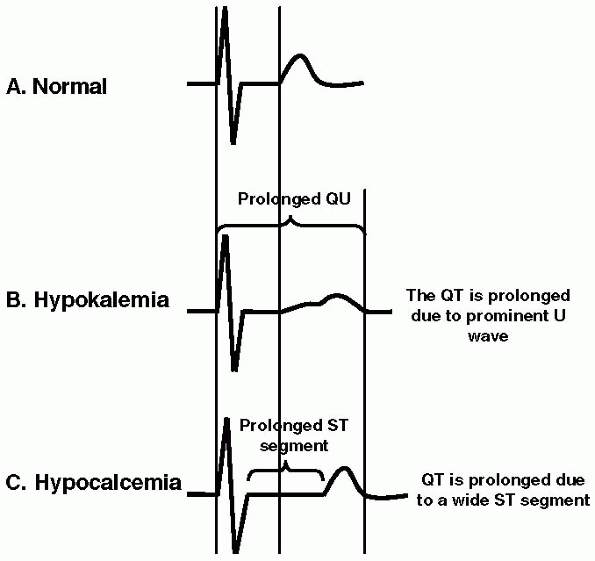 A. Normal
Prolonged QU
B. Hypokalemia
The QT is prolonged
due to prominent U
wave
Prolonged ST
segment
C. Hypocalcemia
QT is prolonged due
to a wide ST segment